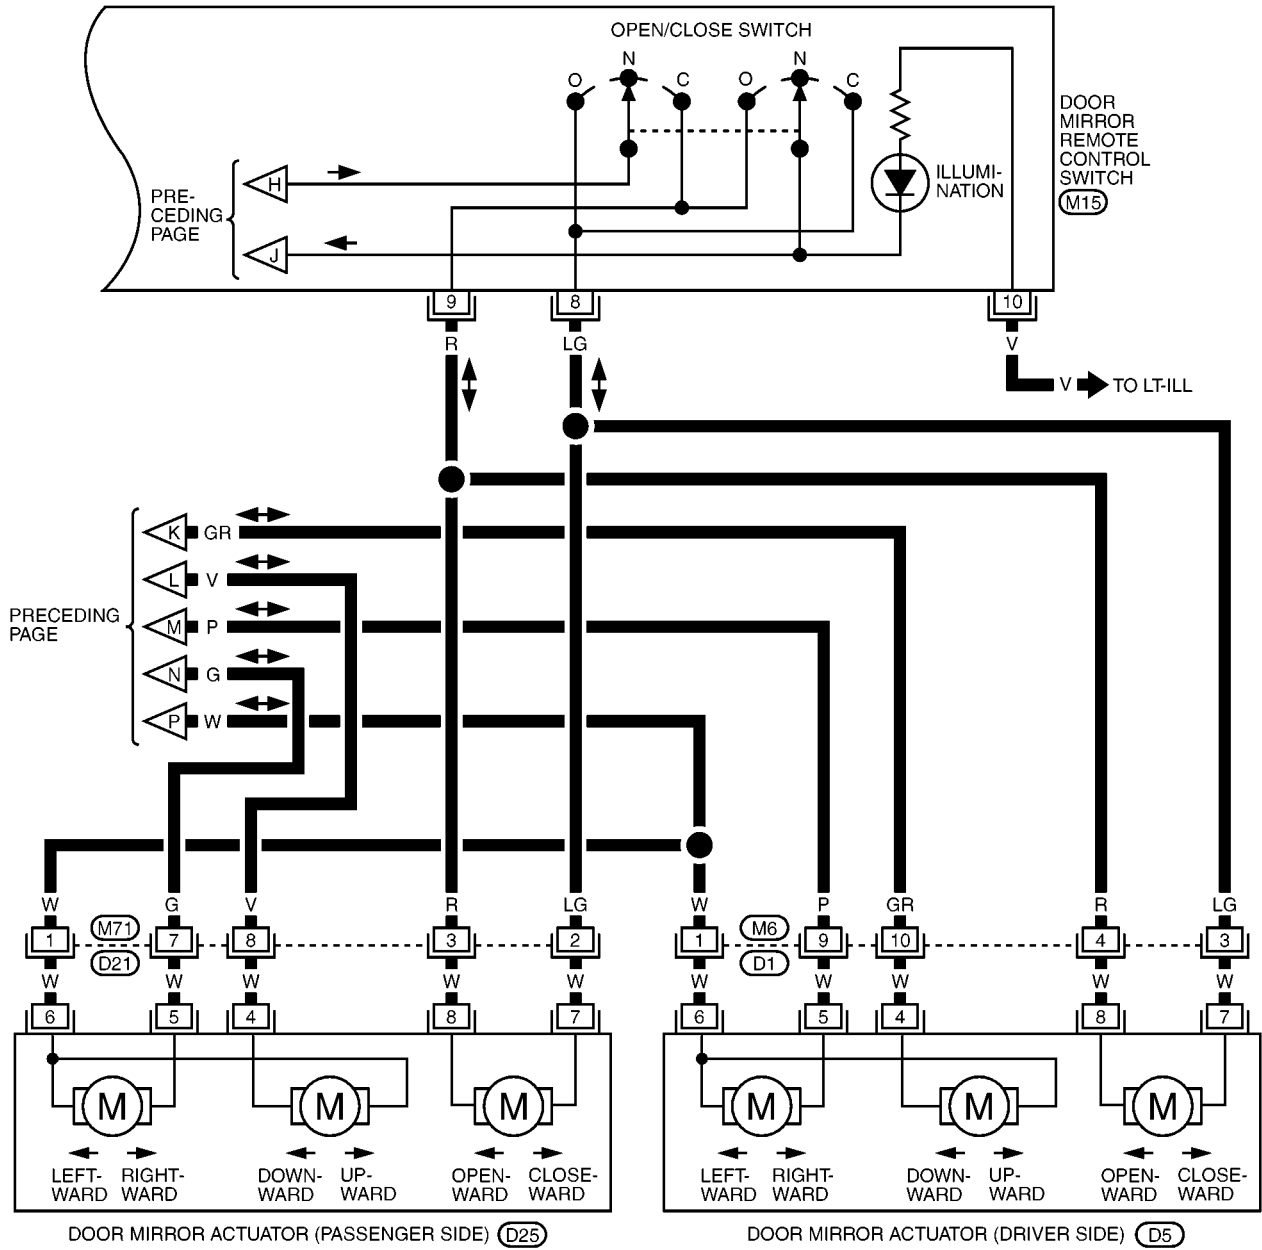 OPEN/CLOSE SWITCH
O N C O N C
DOOR
MIRROR
REMOTE
CONTROL
SWITCH
M15
ILLUMI-
NATION
PRE-
CEDING
PAGE
H
J
9 8 10
R LG V
V TO LT-ILL
PRECEDING
PAGE
K GR
L V
M P
N G
P W
W G V R LG W P GR R LG
M71 M6
1 7 8 3 2 1 9 10 4 3
D21 D1
W W W W W W W W W W
6 5 4 8 7 6 5 4 8 7
M M M M M M
LEFT-
WARD
RIGHT-
WARD
DOWN-
WARD
UP-
WARD
OPEN-
WARD
CLOSE-
WARD
LEFT-
WARD
RIGHT-
WARD
DOWN-
WARD
UP-
WARD
OPEN-
WARD
CLOSE-
WARD
DOOR MIRROR ACTUATOR (PASSENGER SIDE) D25
DOOR MIRROR ACTUATOR (DRIVER SIDE) D5